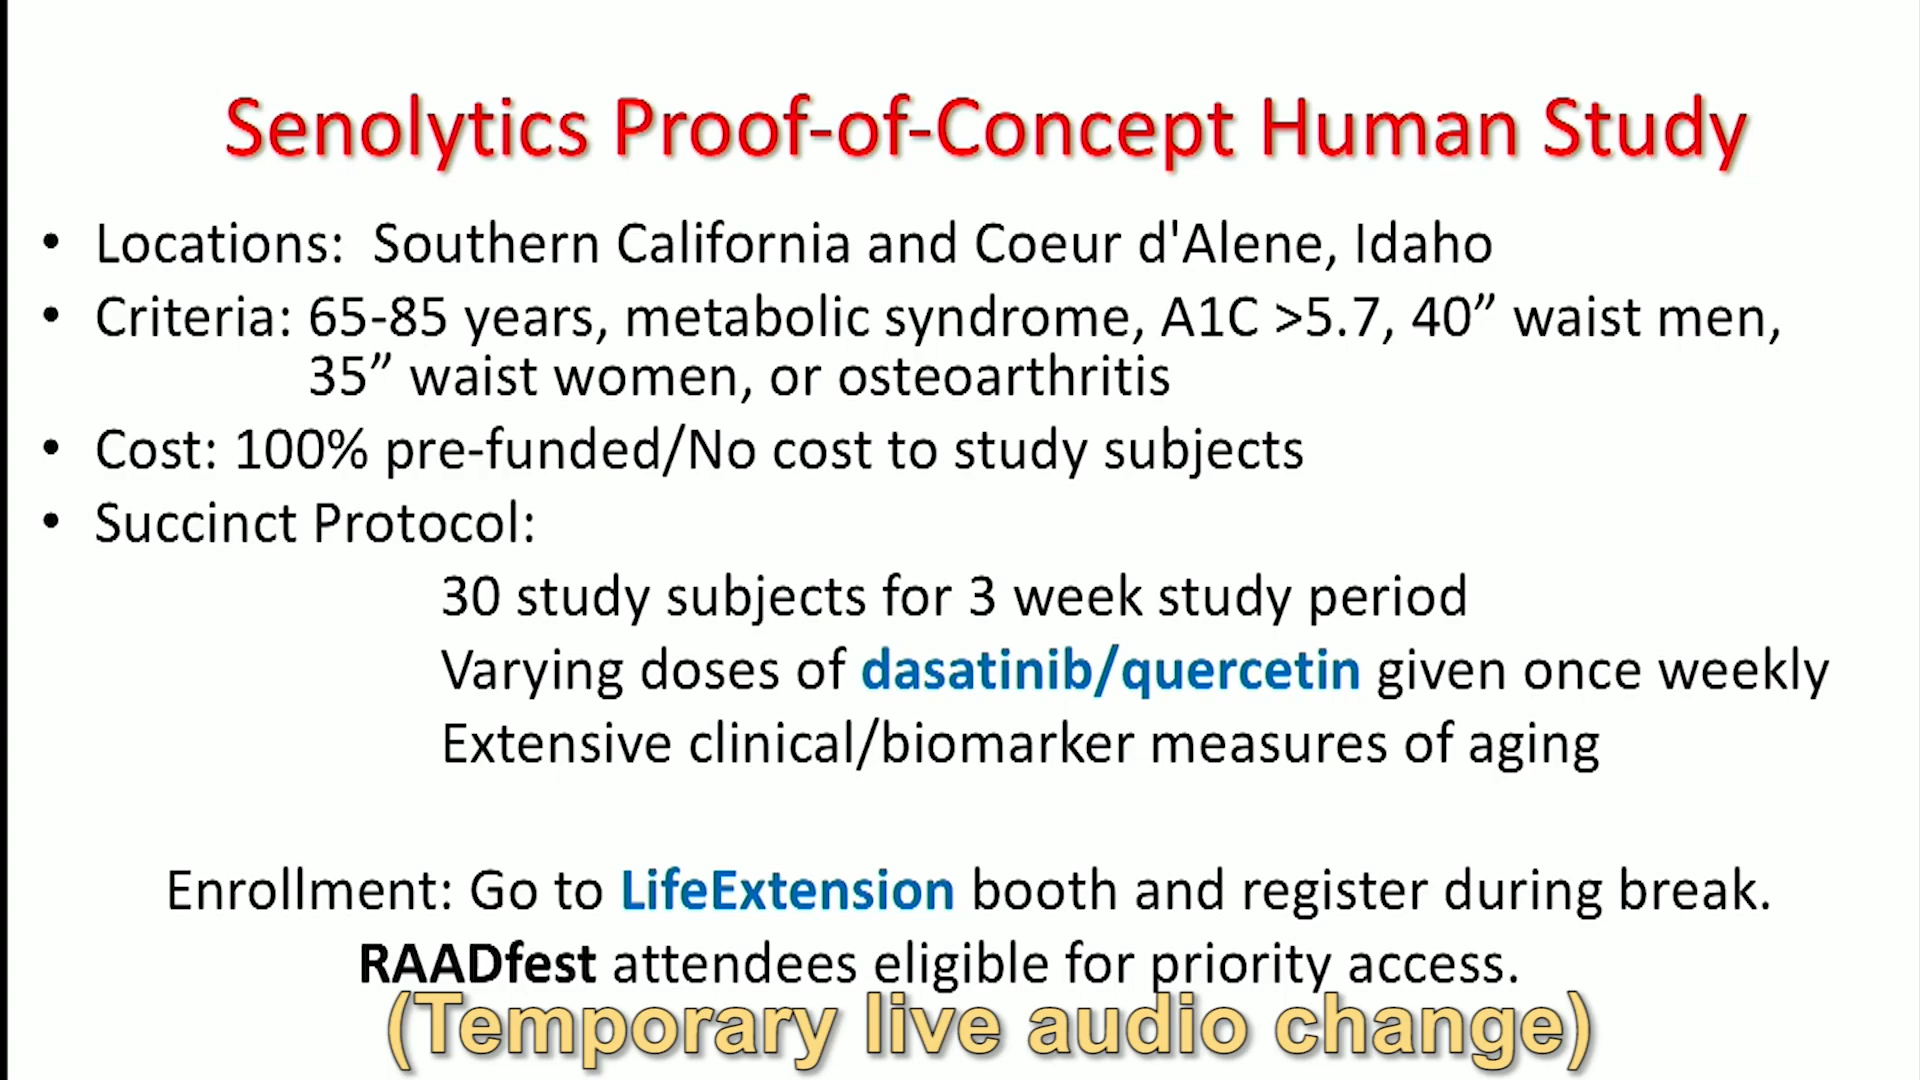 Senolytics Proof-of-Concept Human Study
• Locations:  Southern California and Coeur d'Alene, Idaho
• Criteria: 65-85 years, metabolic syndrome, A1C >5.7, 40” waist men,
35” waist women, or osteoarthritis
• Cost: 100% pre-funded/No cost to study subjects
• Succinct Protocol:
30 study subjects for 3 week study period
Varying doses of dasatinib/quercetin given once weekly
Extensive clinical/biomarker measures of aging
Enrollment: Go to LifeExtension booth and register during break.
RAADfest attendees eligible for priority access.
(Temporary live audio change)